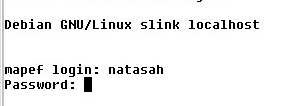 Debian GNU/Linux slink localhost
mapef login: natasah
Password: